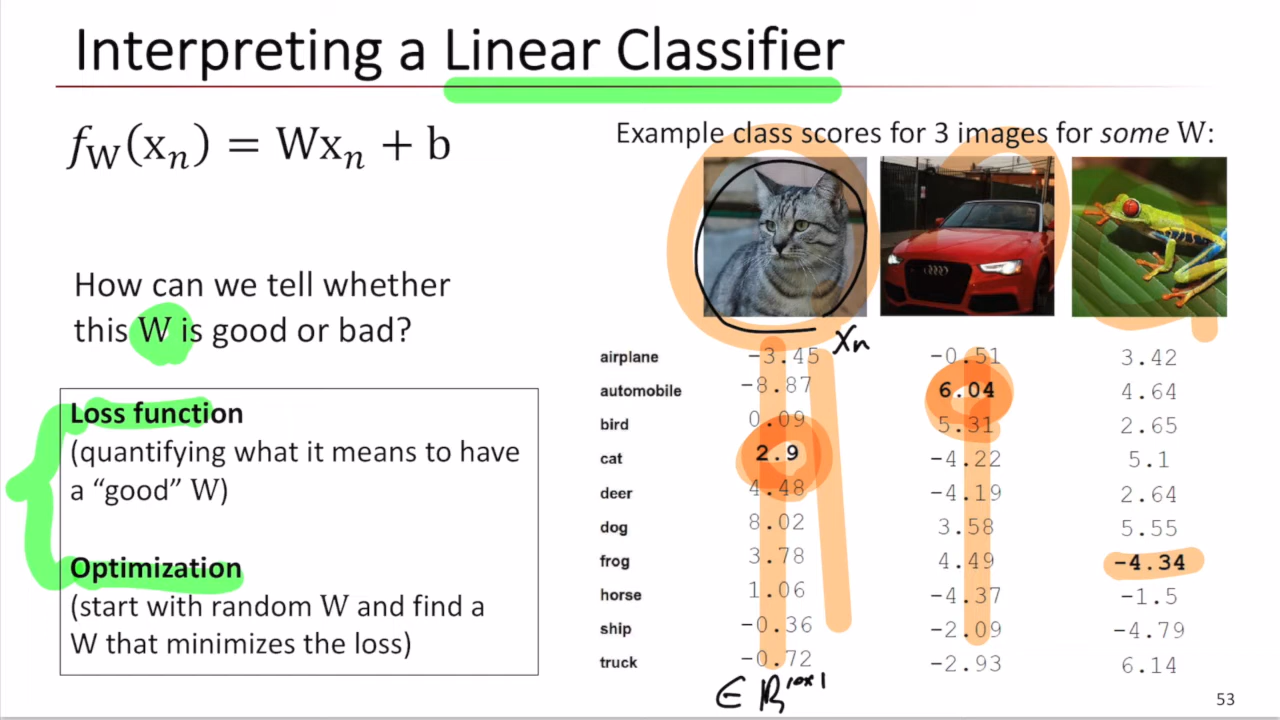 Interpreting a Linear Classifier
f_W(x_n) = Wx_n + b
Example class scores for 3 images for some W:
How can we tell whether
this W is good or bad?
Loss function
(quantifying what it means to have
a “good” W)
Optimization
(start with random W and find a
W that minimizes the loss)
x_n
airplane -3.45 -0.51 3.42
automobile -8.87 6.04 4.64
bird 0.09 5.31 2.65
cat 2.9 -4.22 5.1
deer 4.48 -4.19 2.64
dog 8.02 3.58 5.55
frog 3.78 4.49 -4.34
horse 1.06 -4.37 -1.5
ship -0.36 -2.09 -4.79
truck -0.72 -2.93 6.14
∈ ℝ^10x1
53